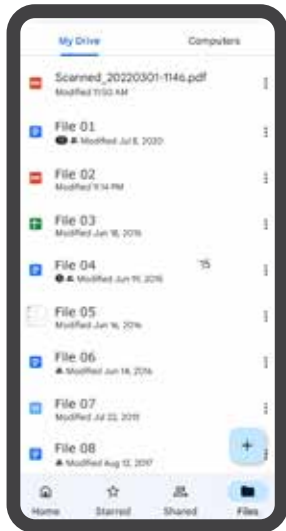 My Drive
Computers
Scanned_20220301-1146.pdf
Modified 11:50 AM
File 01
Modified Jul 8, 2020
File 02
Modified 11:14 PM
File 03
Modified Jun 18, 2016
File 04
Modified Jun 19, 2016
File 05
Modified Jun 16, 2016
File 06
Modified Jun 14, 2016
File 07
Modified Jul 22, 2019
File 08
Modified Aug 12, 2017
Home
Starred
Shared
Files